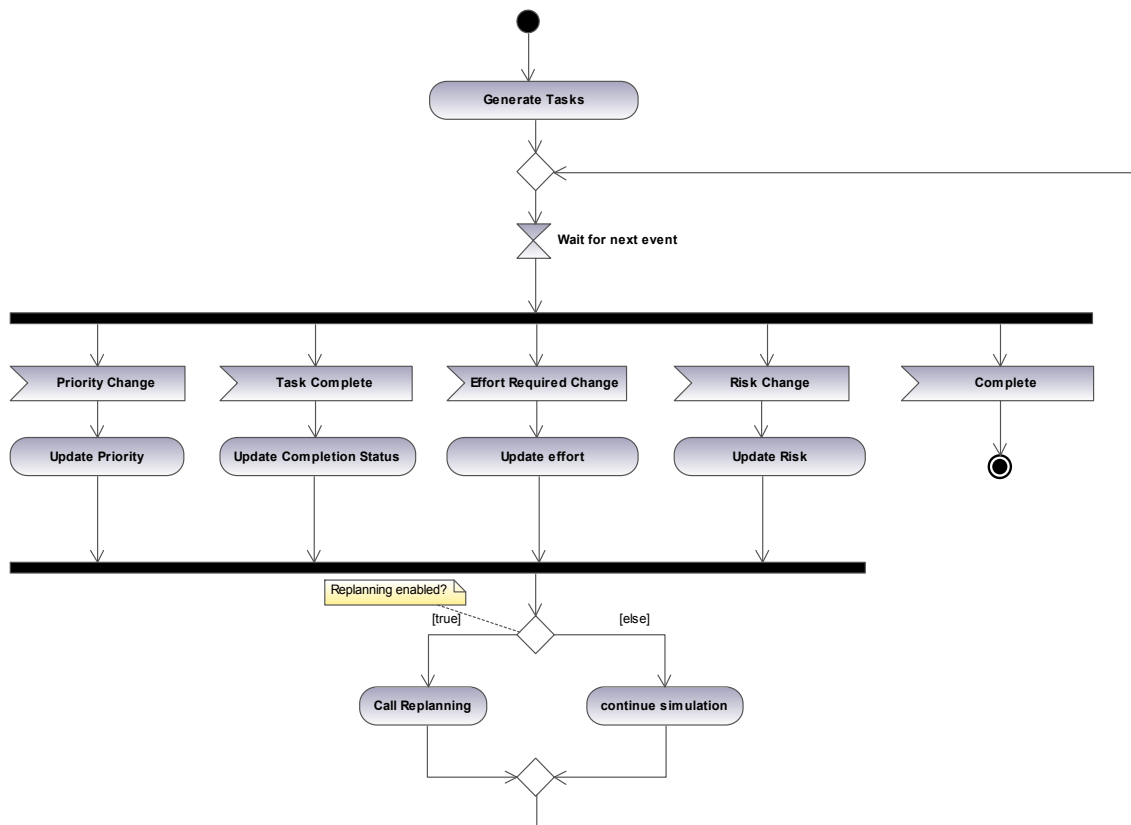 Generate Tasks
Wait for next event
Priority Change
Task Complete
Effort Required Change
Risk Change
Complete
Update Priority
Update Completion Status
Update effort
Update Risk
Replanning enabled?
[true]
[else]
Call Replanning
continue simulation